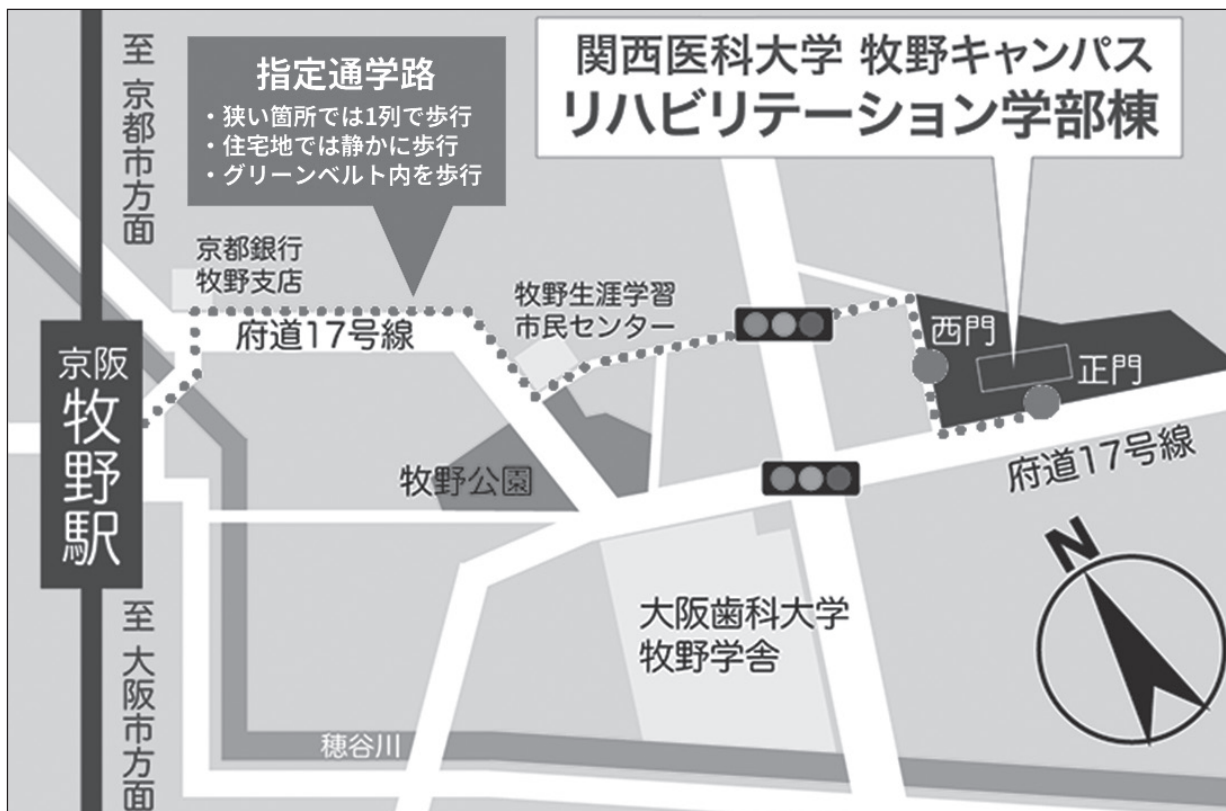 至 京都市方面
指定通学路
・狭い箇所では1列で歩行
・住宅地では静かに歩行
・グリーンベルト内を歩行
関西医科大学 牧野キャンパス
リハビリテーション学部棟
京都銀行
牧野支店
牧野生涯学習
市民センター
府道17号線
西門
正門
京阪
牧野駅
牧野公園
府道17号線
大阪歯科大学
牧野学舎
N
至 大阪市方面
穂谷川